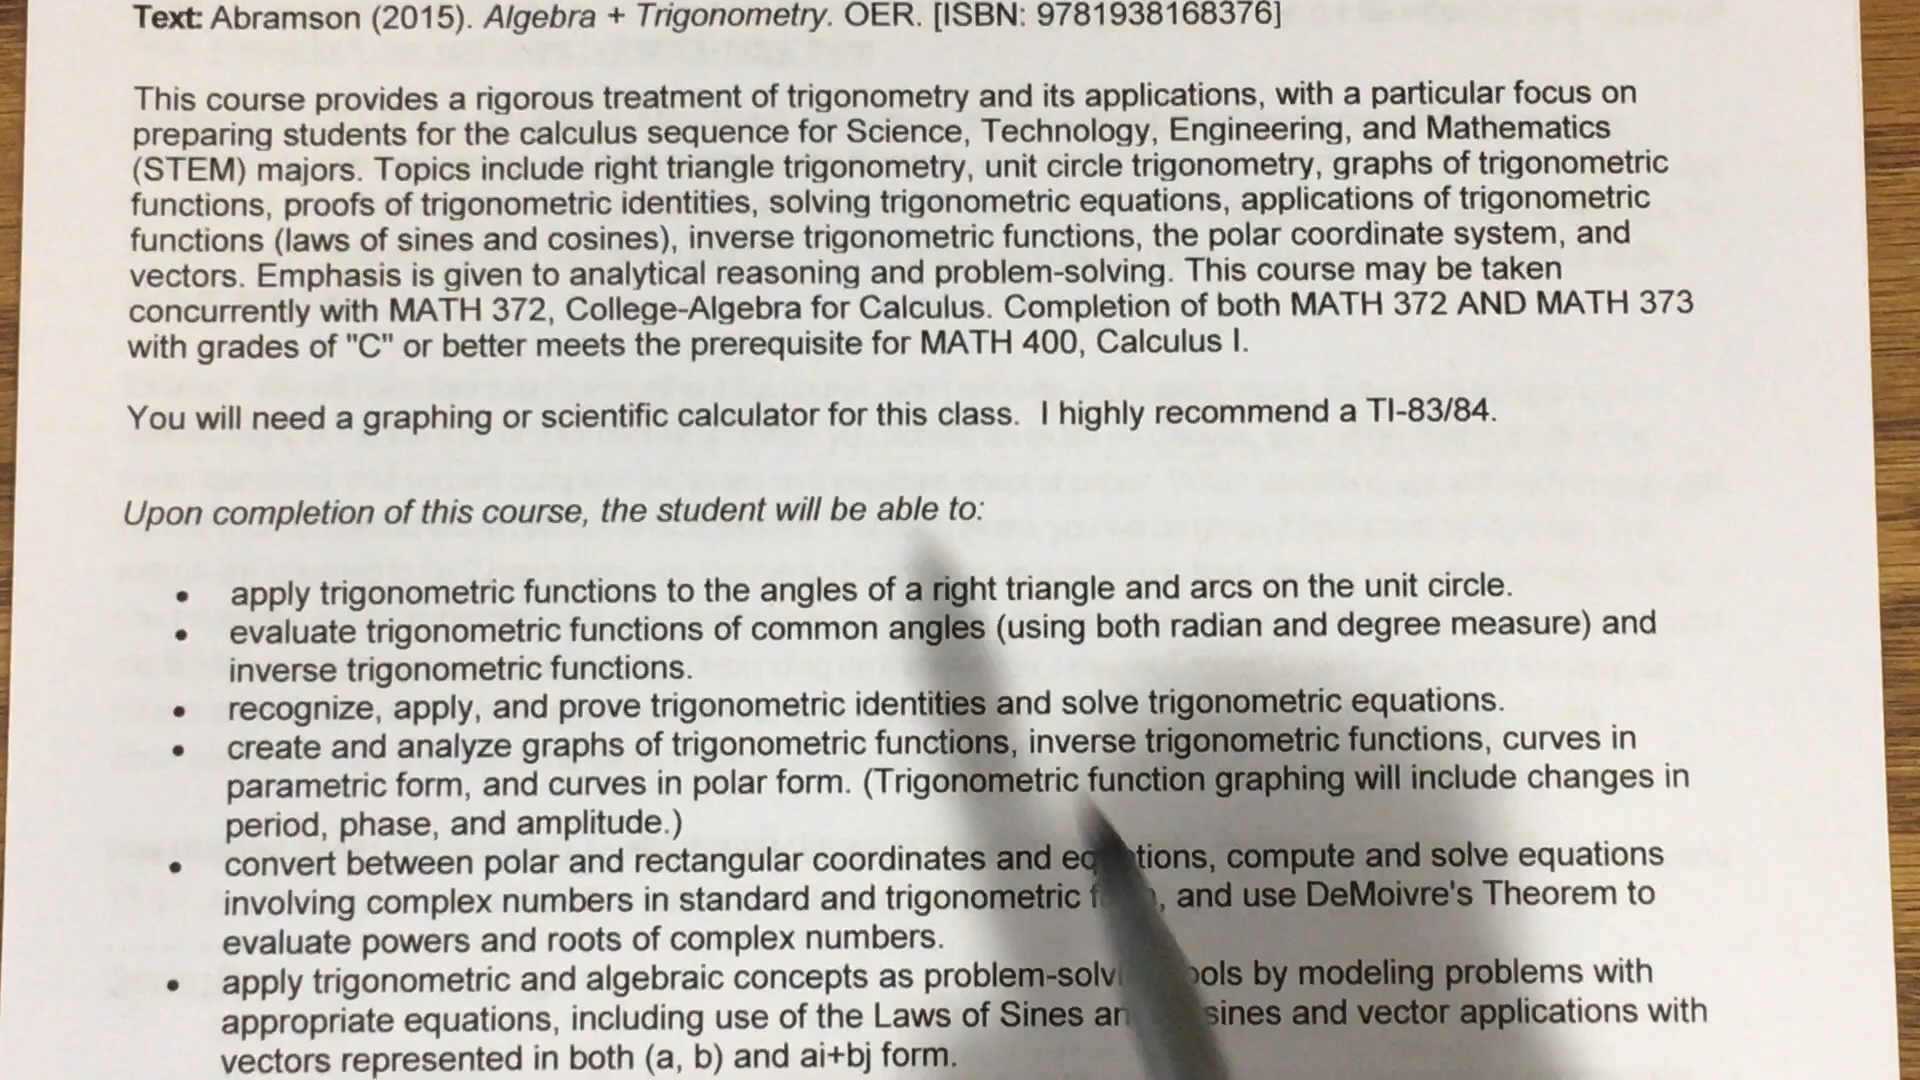 Text: Abramson (2015). Algebra + Trigonometry. OER. [ISBN: 9781938168376]
This course provides a rigorous treatment of trigonometry and its applications, with a particular focus on
preparing students for the calculus sequence for Science, Technology, Engineering, and Mathematics
(STEM) majors. Topics include right triangle trigonometry, unit circle trigonometry, graphs of trigonometric
functions, proofs of trigonometric identities, solving trigonometric equations, applications of trigonometric
functions (laws of sines and cosines), inverse trigonometric functions, the polar coordinate system, and
vectors. Emphasis is given to analytical reasoning and problem-solving. This course may be taken
concurrently with MATH 372, College-Algebra for Calculus. Completion of both MATH 372 AND MATH 373
with grades of "C" or better meets the prerequisite for MATH 400, Calculus I.
You will need a graphing or scientific calculator for this class. I highly recommend a TI-83/84.
Upon completion of this course, the student will be able to:
• apply trigonometric functions to the angles of a right triangle and arcs on the unit circle.
• evaluate trigonometric functions of common angles (using both radian and degree measure) and
inverse trigonometric functions.
• recognize, apply, and prove trigonometric identities and solve trigonometric equations.
• create and analyze graphs of trigonometric functions, inverse trigonometric functions, curves in
parametric form, and curves in polar form. (Trigonometric function graphing will include changes in
period, phase, and amplitude.)
• convert between polar and rectangular coordinates and equations, compute and solve equations
involving complex numbers in standard and trigonometric , and use DeMoivre's Theorem to
evaluate powers and roots of complex numbers.
• apply trigonometric and algebraic concepts as by modeling problems with
appropriate equations, including use of the Laws of Sines and vector applications with
vectors represented in both (a, b) and ai+bj form.